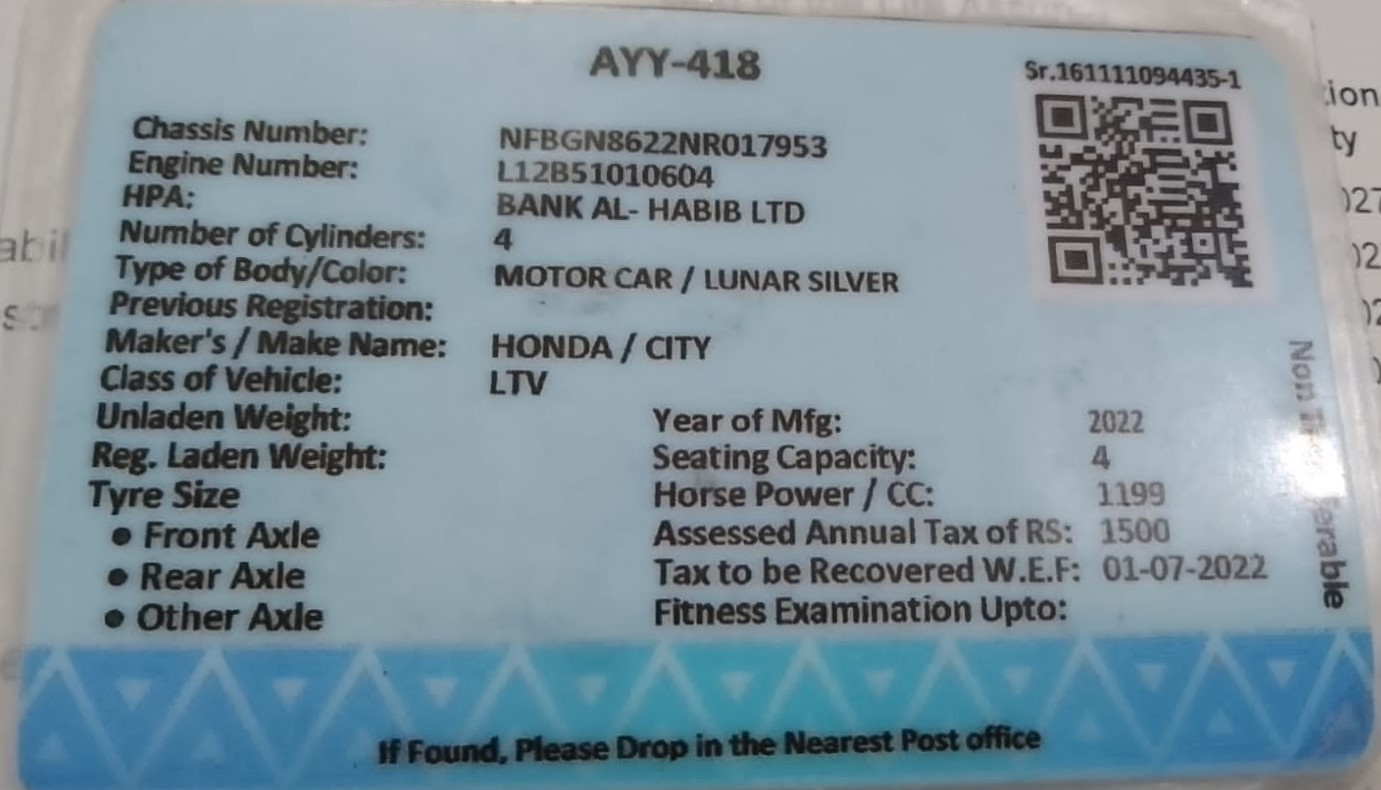 AYY-418
Sr.161111094435-1
Chassis Number: NFBGN8622NR017953
Engine Number: L12B51010604
HPA: BANK AL- HABIB LTD
Number of Cylinders: 4
Type of Body/Color: MOTOR CAR / LUNAR SILVER
Previous Registration:
Maker's / Make Name: HONDA / CITY
Class of Vehicle: LTV
Unladen Weight: Year of Mfg: 2022
Reg. Laden Weight: Seating Capacity: 4
Tyre Size Horse Power / CC: 1199
• Front Axle Assessed Annual Tax of RS: 1500
• Rear Axle Tax to be Recovered W.E.F: 01-07-2022
• Other Axle Fitness Examination Upto:
Non
If Found, Please Drop in the Nearest Post office